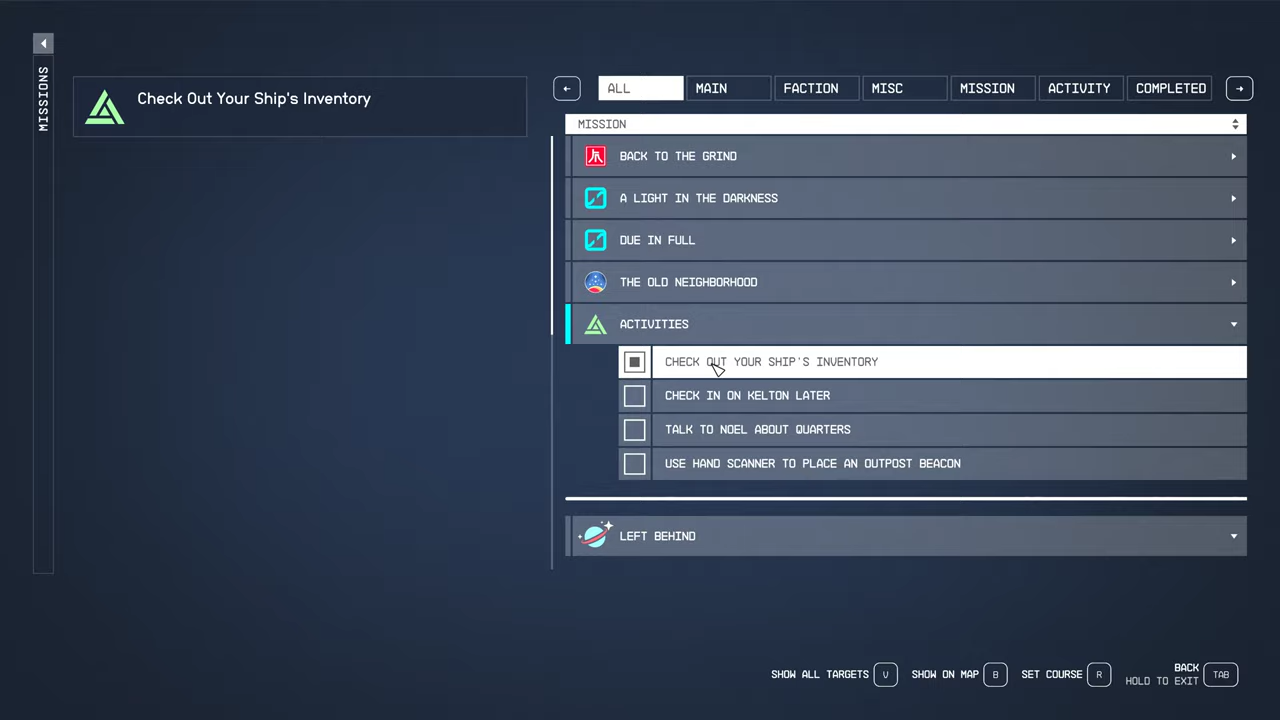 MISSIONS
Check Out Your Ship's Inventory
ALL
MAIN
FACTION
MISC
MISSION
ACTIVITY
COMPLETED
MISSION
BACK TO THE GRIND
A LIGHT IN THE DARKNESS
DUE IN FULL
THE OLD NEIGHBORHOOD
ACTIVITIES
CHECK OUT YOUR SHIP'S INVENTORY
CHECK IN ON KELTON LATER
TALK TO NOEL ABOUT QUARTERS
USE HAND SCANNER TO PLACE AN OUTPOST BEACON
LEFT BEHIND
SHOW ALL TARGETS V
SHOW ON MAP B
SET COURSE R
BACK
HOLD TO EXIT TAB